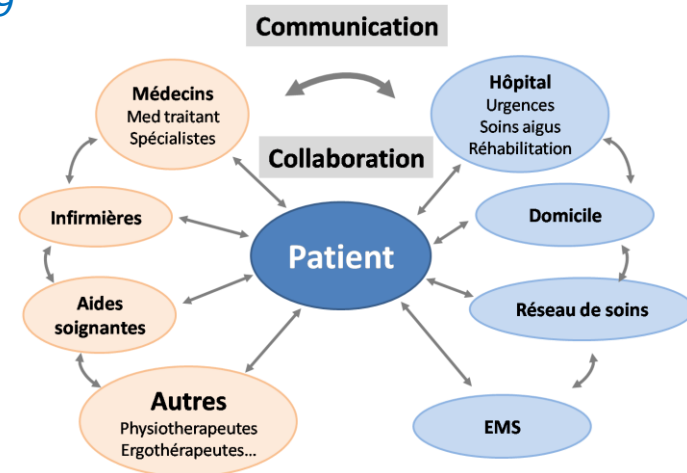 9
Communication
Médecins
Med traitant
Spécialistes
Hôpital
Urgences
Soins aigus
Réhabilitation
Collaboration
Infirmières
Domicile
Patient
Aides
soignantes
Réseau de soins
Autres
Physiotherapeutes
Ergothérapeutes...
EMS